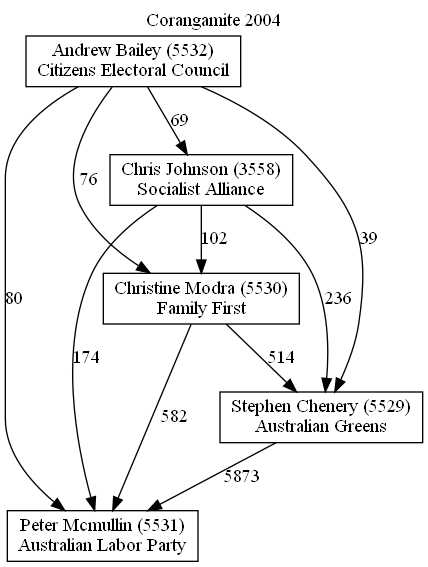 Corangamite 2004
Andrew Bailey (5532)
Citizens Electoral Council
69
Chris Johnson (3558)
Socialist Alliance
76
102
39
Christine Modra (5530)
Family First
80
236
174
514
582
Stephen Chenery (5529)
Australian Greens
5873
Peter Mcmullin (5531)
Australian Labor Party